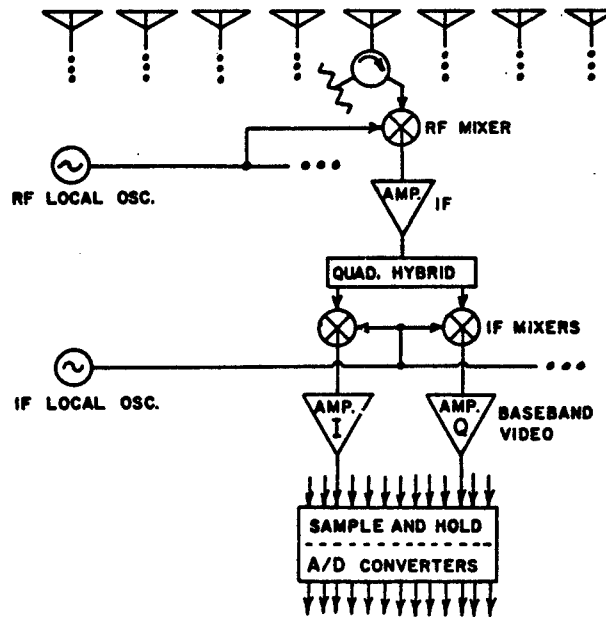 RF MIXER
RF LOCAL OSC.
AMP.
IF
QUAD. HYBRID
IF MIXERS
IF LOCAL OSC.
AMP.
I
AMP.
Q
BASEBAND
VIDEO
SAMPLE AND HOLD
A/D CONVERTERS